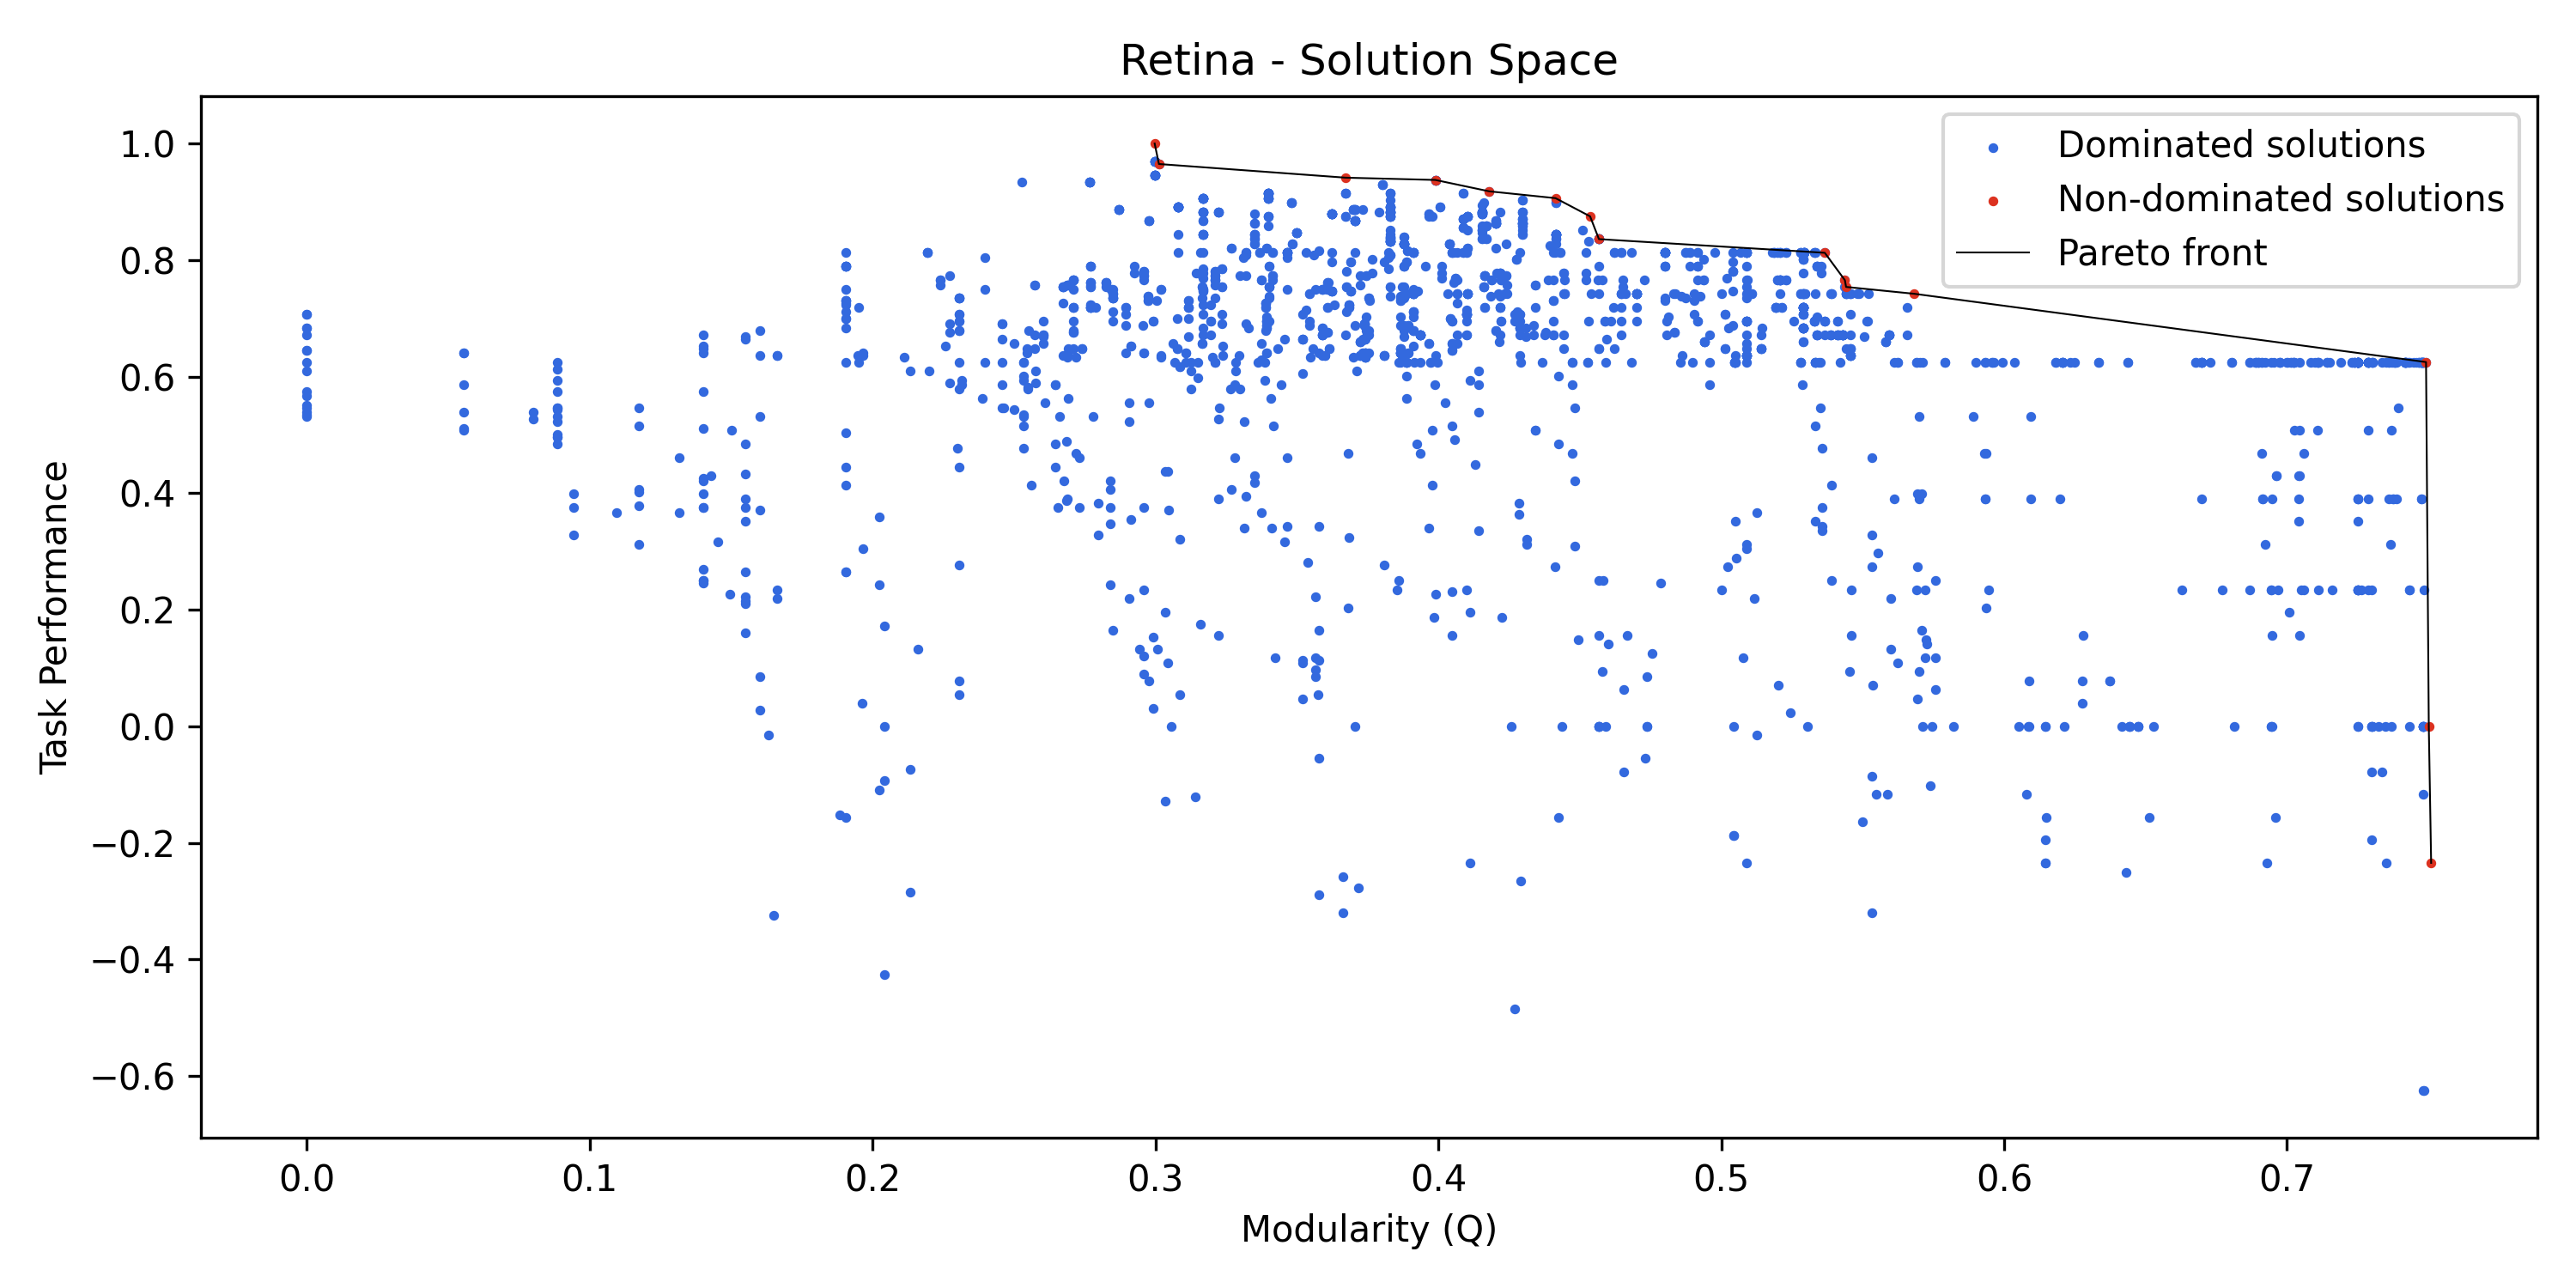 Retina - Solution Space
Dominated solutions
Non-dominated solutions
Pareto front
Task Performance
1.0
0.8
0.6
0.4
0.2
0.0
−0.2
−0.4
−0.6
0.0 0.1 0.2 0.3 0.4 0.5 0.6 0.7
Modularity (Q)